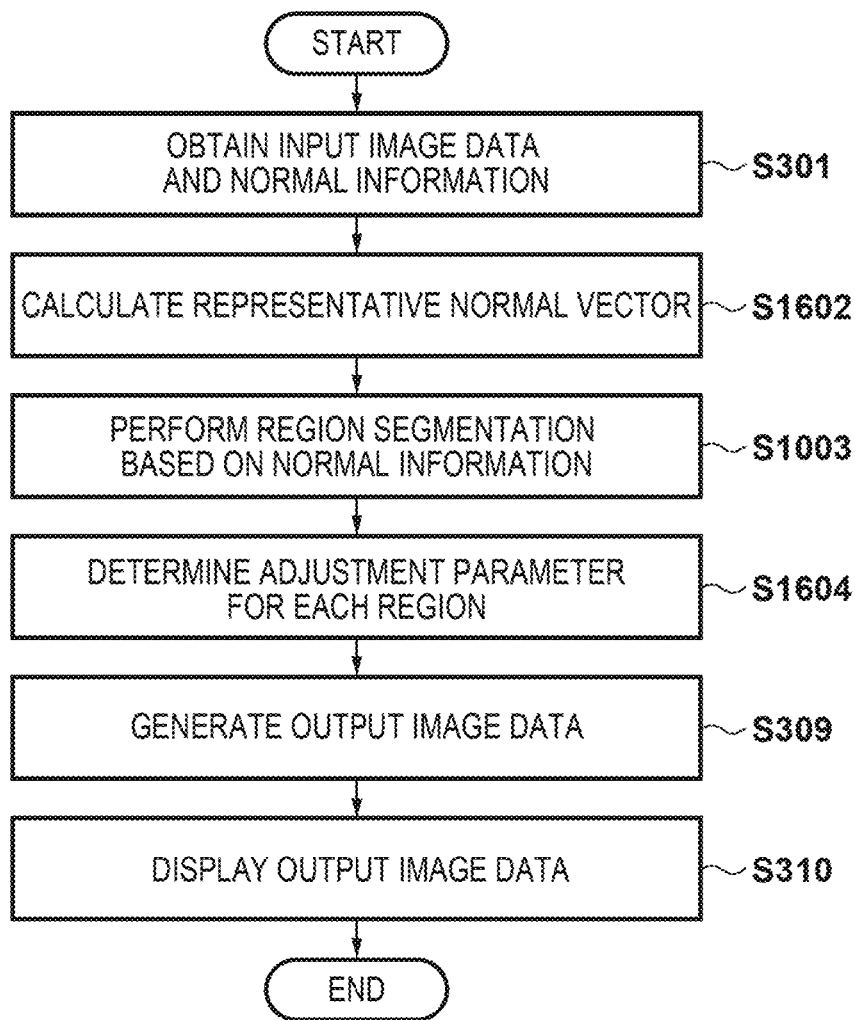 START
OBTAIN INPUT IMAGE DATA
AND NORMAL INFORMATION
S301
CALCULATE REPRESENTATIVE NORMAL VECTOR
S1602
PERFORM REGION SEGMENTATION
BASED ON NORMAL INFORMATION
S1003
DETERMINE ADJUSTMENT PARAMETER
FOR EACH REGION
S1604
GENERATE OUTPUT IMAGE DATA
S309
DISPLAY OUTPUT IMAGE DATA
S310
END